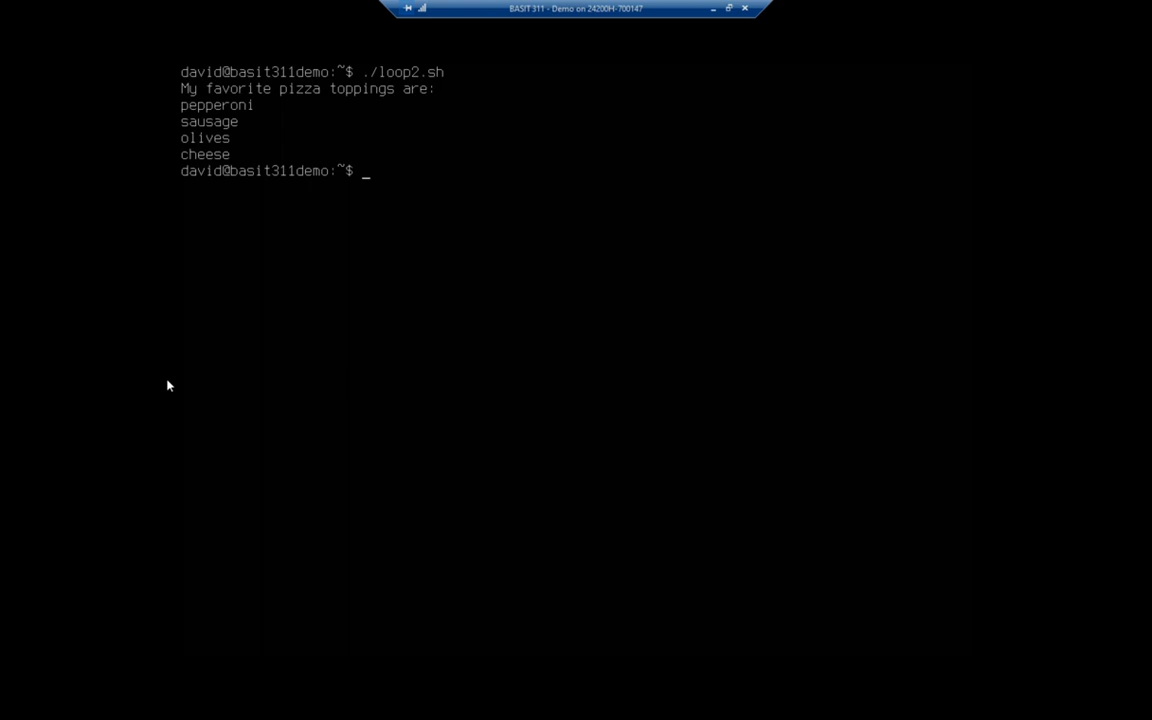 BASIT 311 - Demo on 24200H-700147
david@basit311demo:~$ ./loop2.sh
My favorite pizza toppings are:
pepperoni
sausage
olives
cheese
david@basit311demo:~$ _